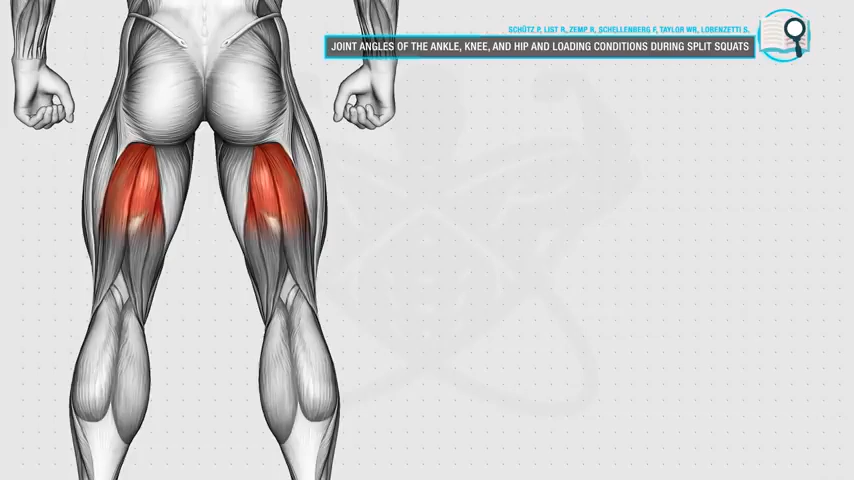 SCHÜTZ P., LIST R., ZEMP R., SCHELLENBERG F., TAYLOR WR., LORENZETTI S.
JOINT ANGLES OF THE ANKLE, KNEE, AND HIP AND LOADING CONDITIONS DURING SPLIT SQUATS